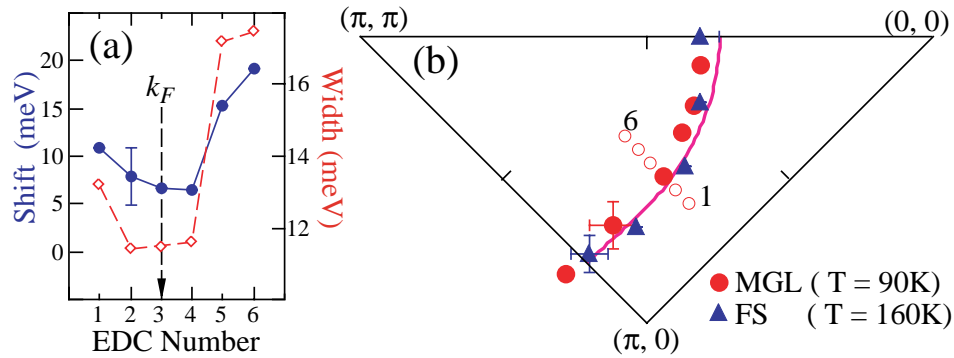 (a)
20
15
10
5
0
Shift (meV)
k_F
16
14
12
Width (meV)
1 2 3 4 5 6
EDC Number
(π, π)
(0, 0)
(b)
6
1
(π, 0)
MGL ( T = 90K)
FS ( T = 160K)